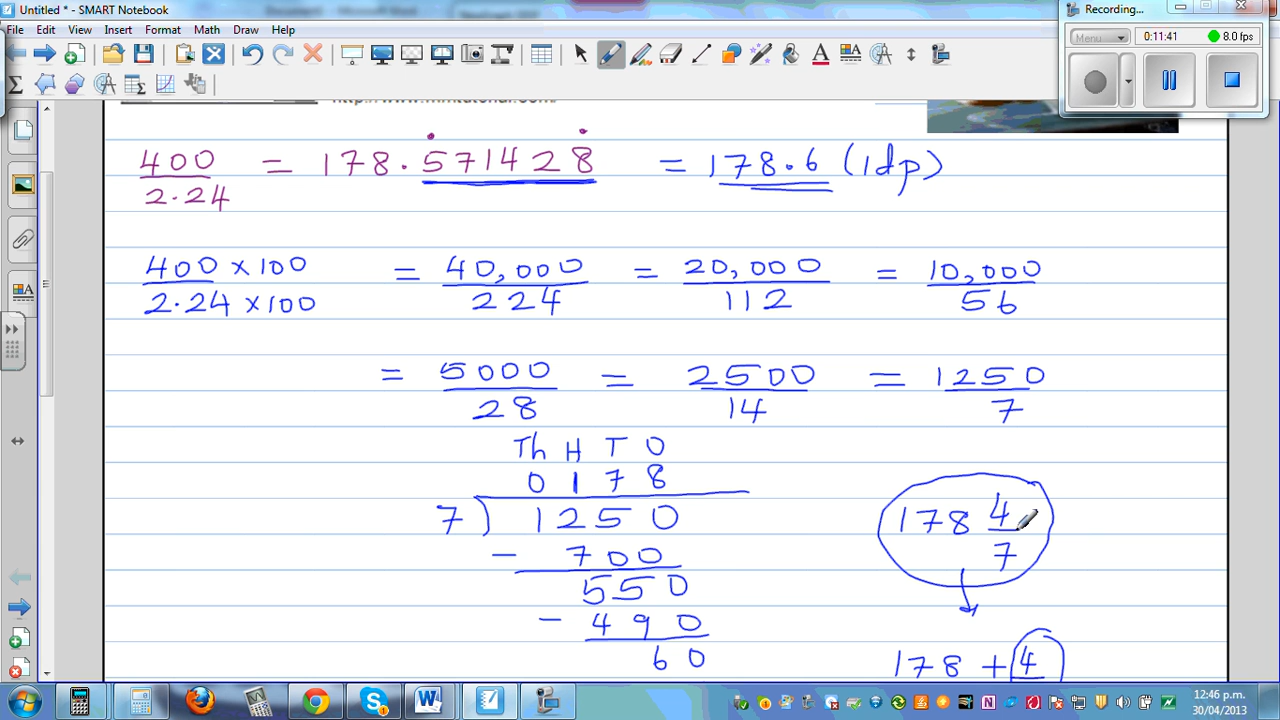 Untitled * - SMART Notebook
Recording...
File Edit View Insert Format Math Draw Help
Menu 0:11:41 8.0 fps
400/2.24 = 178.571428 = 178.6 (1dp)
400 x 100 / 2.24 x 100 = 40,000/224 = 20,000/112 = 10,000/56
= 5000/28 = 2500/14 = 1250/7
Th H T O
0 1 7 8
7 ) 1 2 5 0
- 7 0 0
5 5 0
- 4 9 0
6 0
178 4/7
178 + 4
12:46 p.m.
30/04/2013